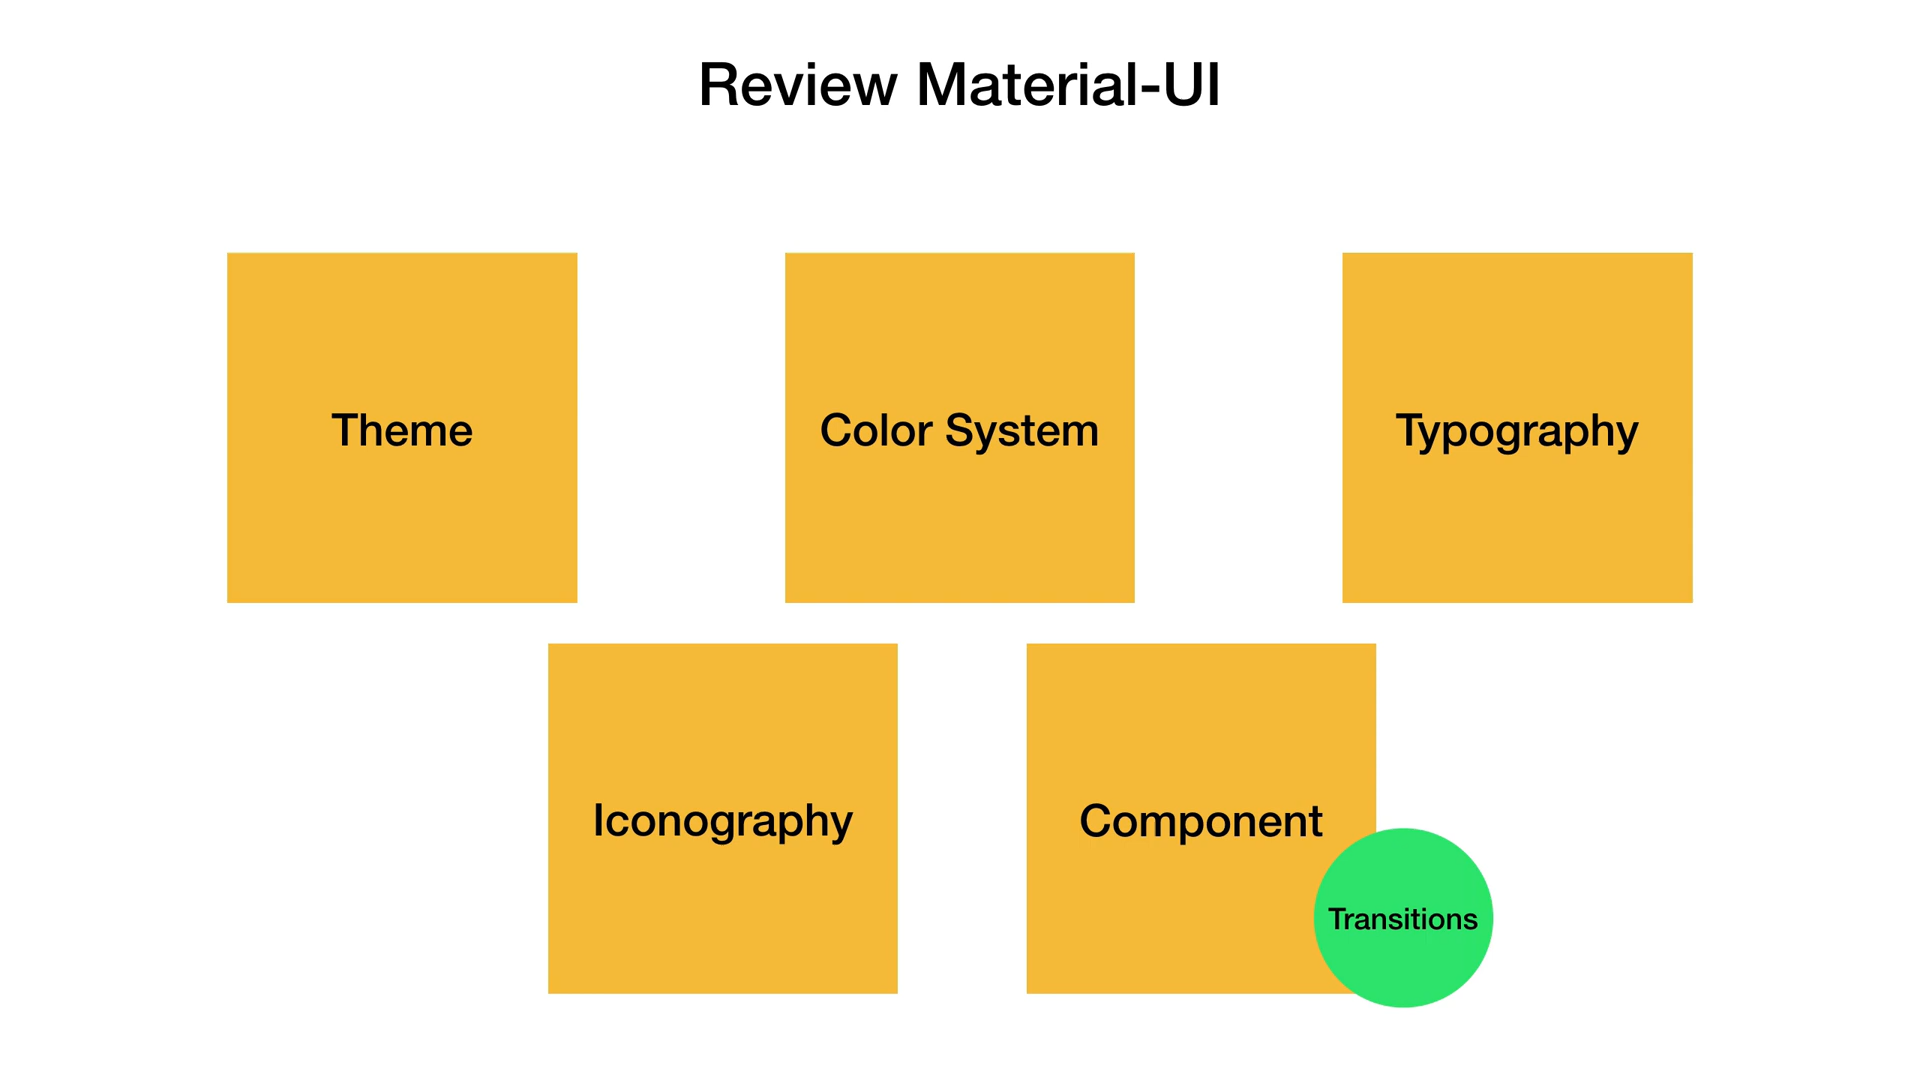 Review Material-UI
Theme
Color System
Typography
Iconography
Component
Transitions